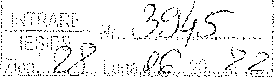 INTRARE Nr. 3945
IEȘIRE
Ziua 28 Luna 06 20 22